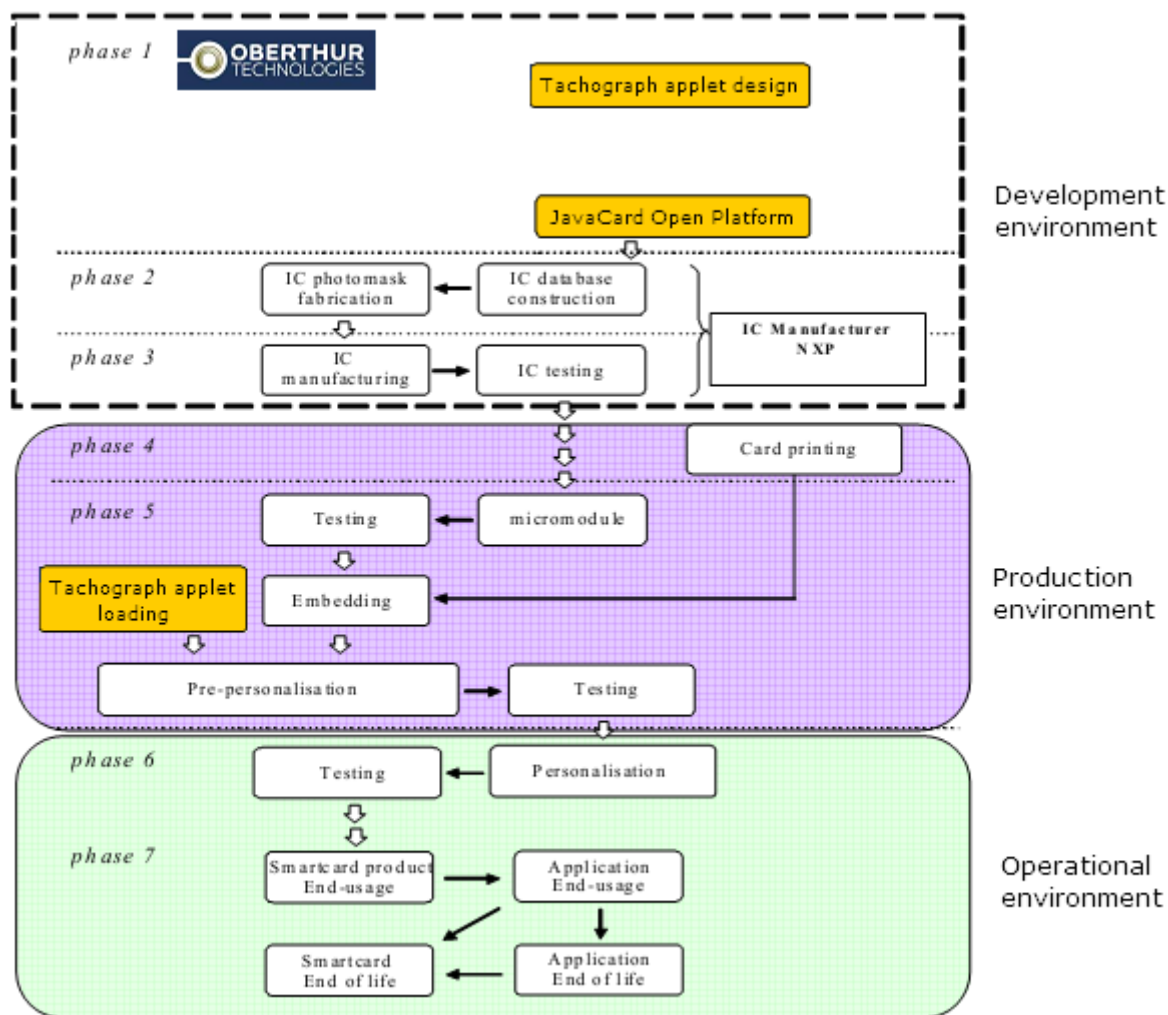 phase 1
OBERTHUR
TECHNOLOGIES
Tachograph applet design
JavaCard Open Platform
Development
environment
phase 2
IC photomask
fabrication
IC database
construction
IC Manufacturer
NXP
phase 3
IC
manufacturing
IC testing
phase 4
Card printing
phase 5
Testing
micromodule
Tachograph applet
loading
Embedding
Production
environment
Pre-personalisation
Testing
phase 6
Testing
Personalisation
phase 7
Smartcard product
End-usage
Application
End-usage
Operational
environment
Smartcard
End of life
Application
End of life